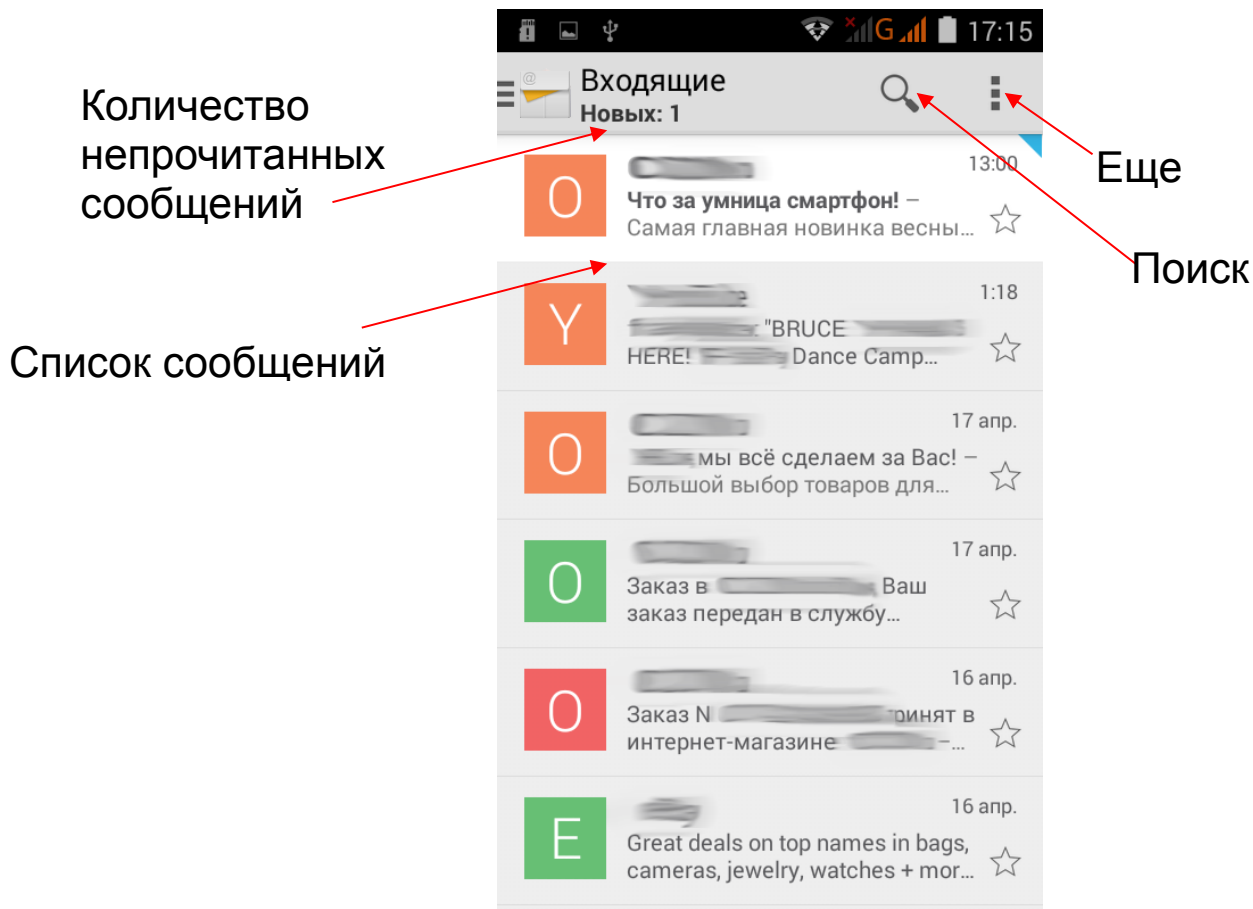 G 17:15
@
Входящие
Новых: 1
Количество
непрочитанных
сообщений
Еще
Поиск
Список сообщений
O
13:00
Что за умница смартфон! –
Самая главная новинка весны…
Y
1:18
"BRUCE
HERE! Dance Camp…
O
17 апр.
мы всё сделаем за Вас! –
Большой выбор товаров для…
O
17 апр.
Заказ в Ваш
заказ передан в службу…
O
16 апр.
Заказ N в
интернет-магазине –…
E
16 апр.
Great deals on top names in bags,
cameras, jewelry, watches + mor…